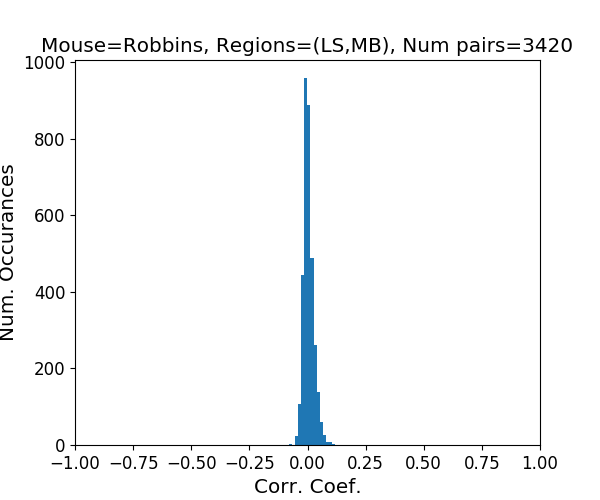 Mouse=Robbins, Regions=(LS,MB), Num pairs=3420
1000
800
600
400
200
0
Num. Occurances
−1.00 −0.75 −0.50 −0.25 0.00 0.25 0.50 0.75 1.00
Corr. Coef.